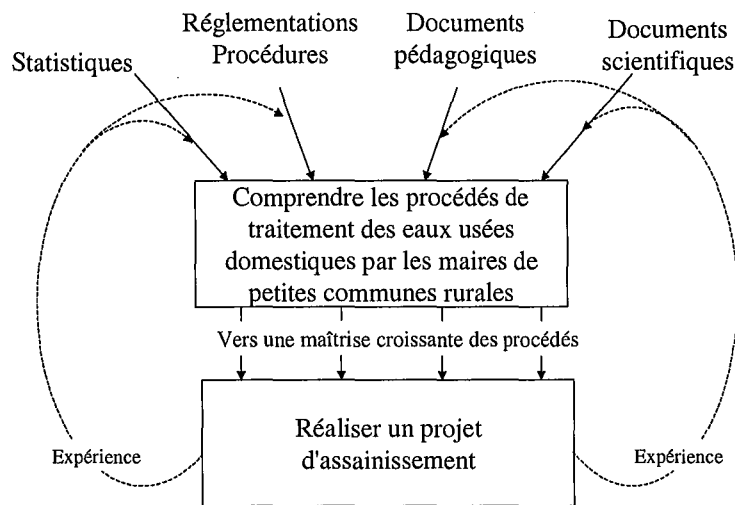 Statistiques
Réglementations
Procédures
Documents
pédagogiques
Documents
scientifiques
Comprendre les procédés de
traitement des eaux usées
domestiques par les maires de
petites communes rurales
Vers une maîtrise croissante des procédés
Réaliser un projet
d'assainissement
Expérience
Expérience